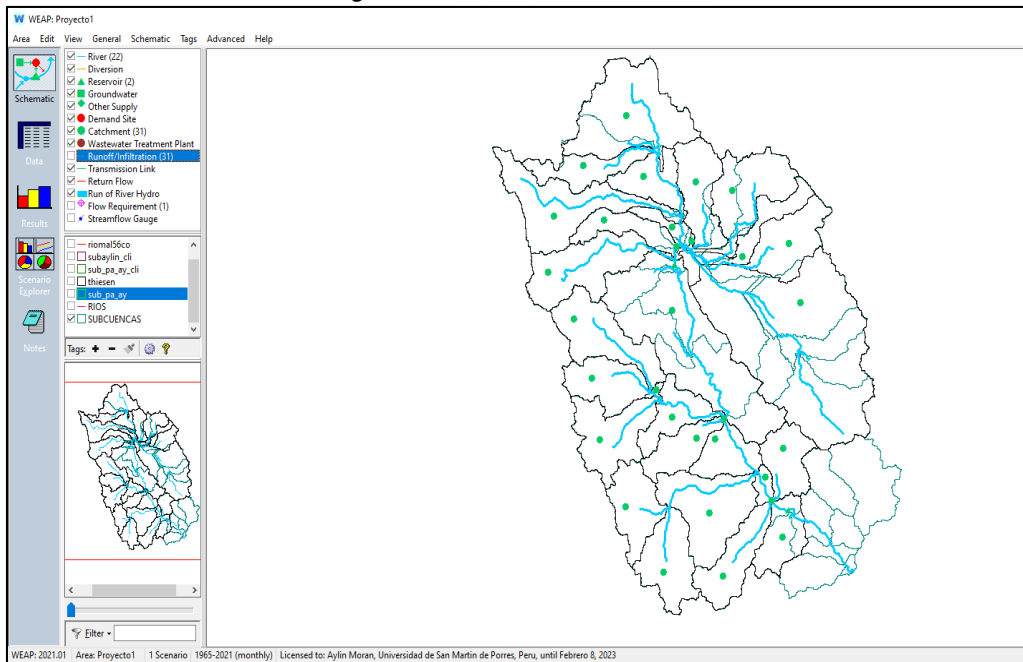 WEAP: Proyecto1
Area Edit View General Schematic Tags Advanced Help
Schematic
Data
Results
Scenario
Explorer
Notes
River (22)
Diversion
Reservoir (2)
Groundwater
Other Supply
Demand Site
Catchment (31)
Wastewater Treatment Plant
Runoff/Infiltration (31)
Transmission Link
Return Flow
Run of River Hydro
Flow Requirement (1)
Streamflow Gauge
riomal56co
subaylin_cli
sub_pa_ay_cli
thiesen
sub_pa_ay
RIOS
SUBCUENCAS
Tags:
Filter
WEAP: 2021.01 Area: Proyecto1 1 Scenario 1965-2021 (monthly) Licensed to: Aylin Moran, Universidad de San Martin de Porres, Peru, until Febrero 8, 2023